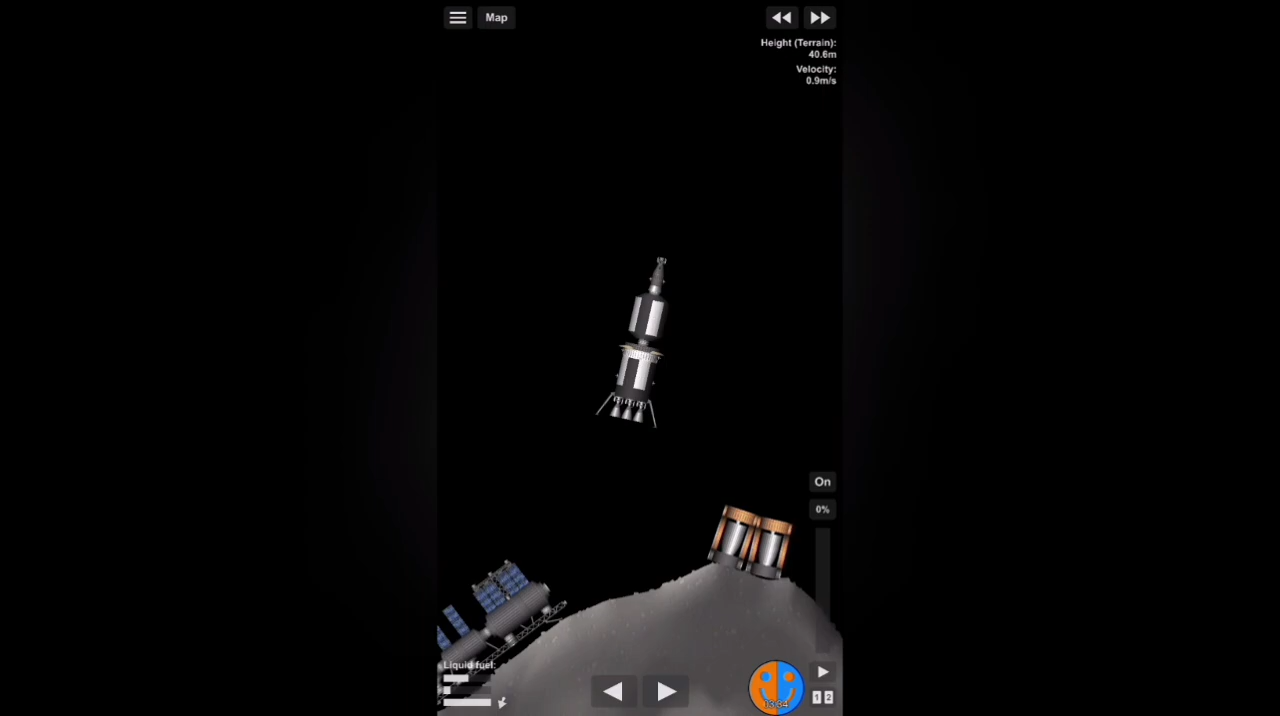 Map
Height (Terrain):
40.6m
Velocity:
0.9m/s
On
0%
Liquid fuel:
1 2